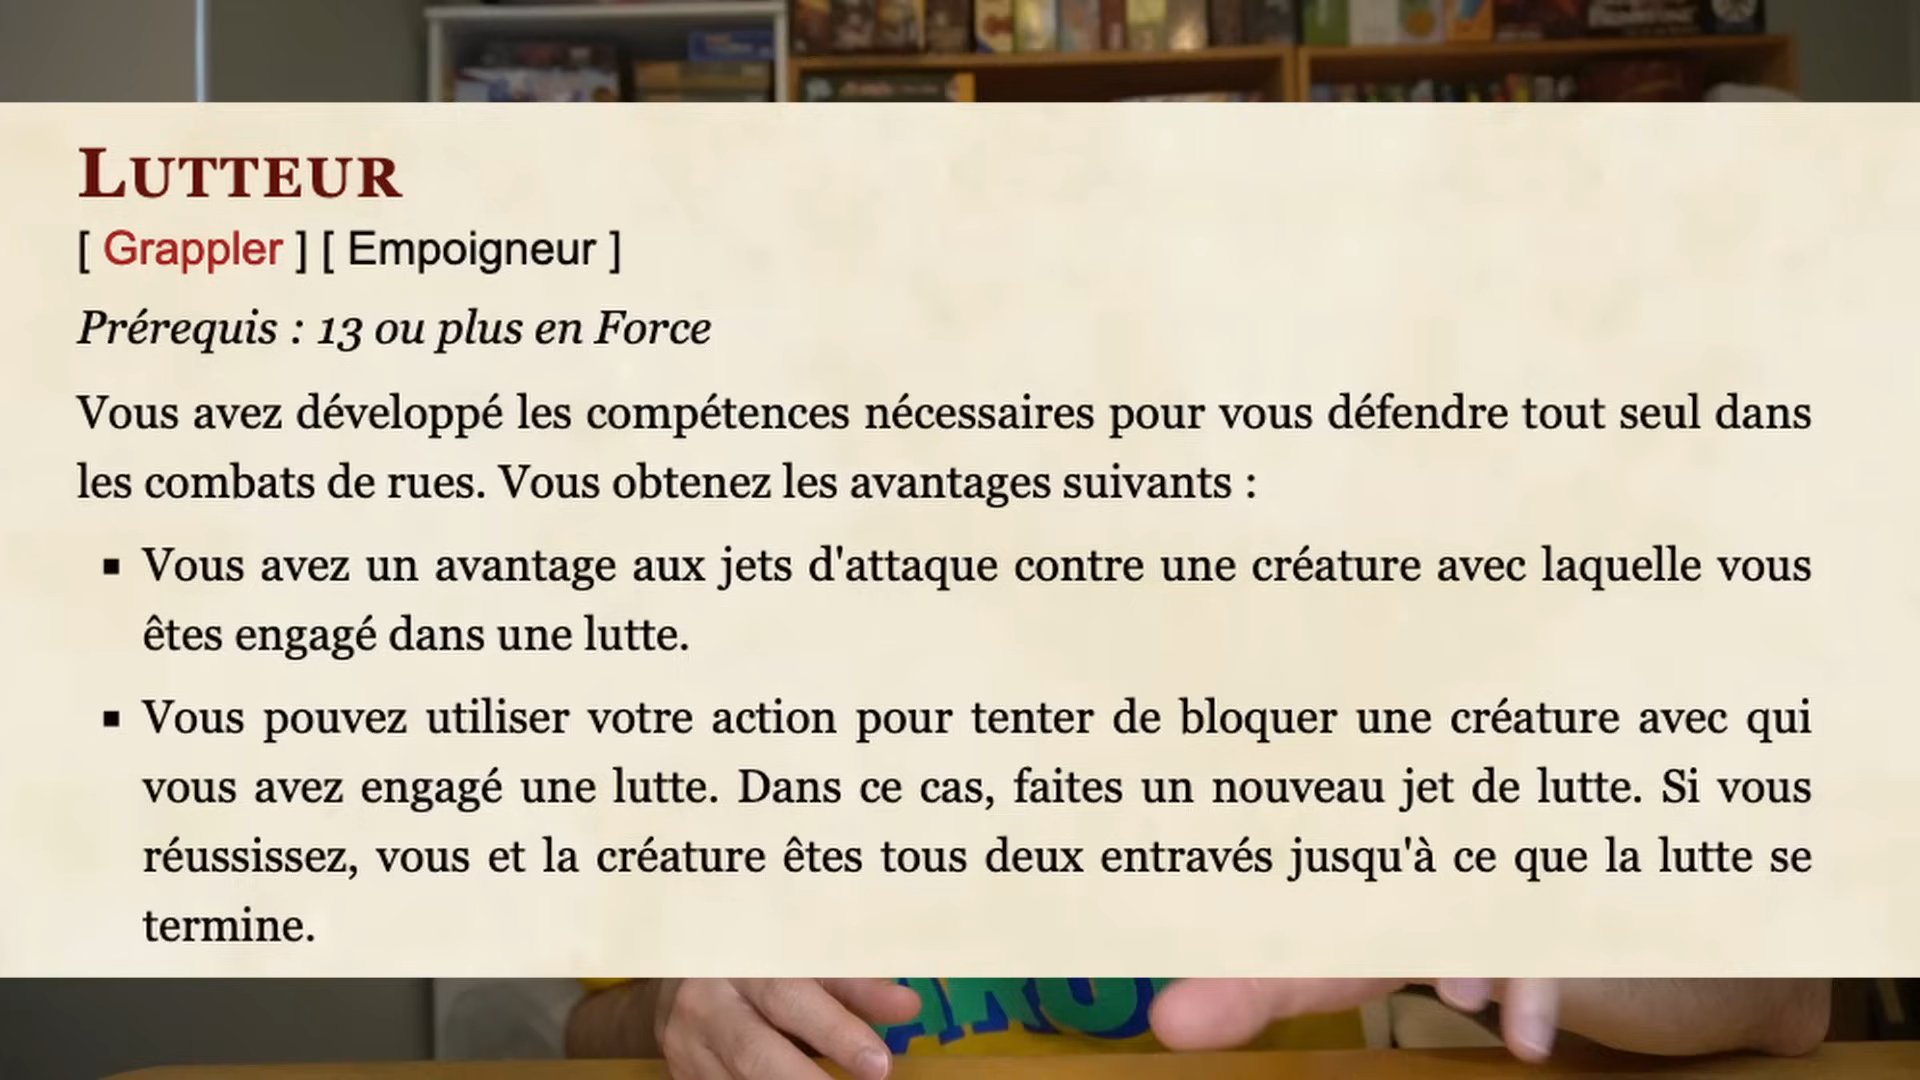 LUTTEUR
[ Grappler ] [ Empoigneur ]
Prérequis : 13 ou plus en Force
Vous avez développé les compétences nécessaires pour vous défendre tout seul dans
les combats de rues. Vous obtenez les avantages suivants :
▪ Vous avez un avantage aux jets d'attaque contre une créature avec laquelle vous
êtes engagé dans une lutte.
▪ Vous pouvez utiliser votre action pour tenter de bloquer une créature avec qui
vous avez engagé une lutte. Dans ce cas, faites un nouveau jet de lutte. Si vous
réussissez, vous et la créature êtes tous deux entravés jusqu'à ce que la lutte se
termine.